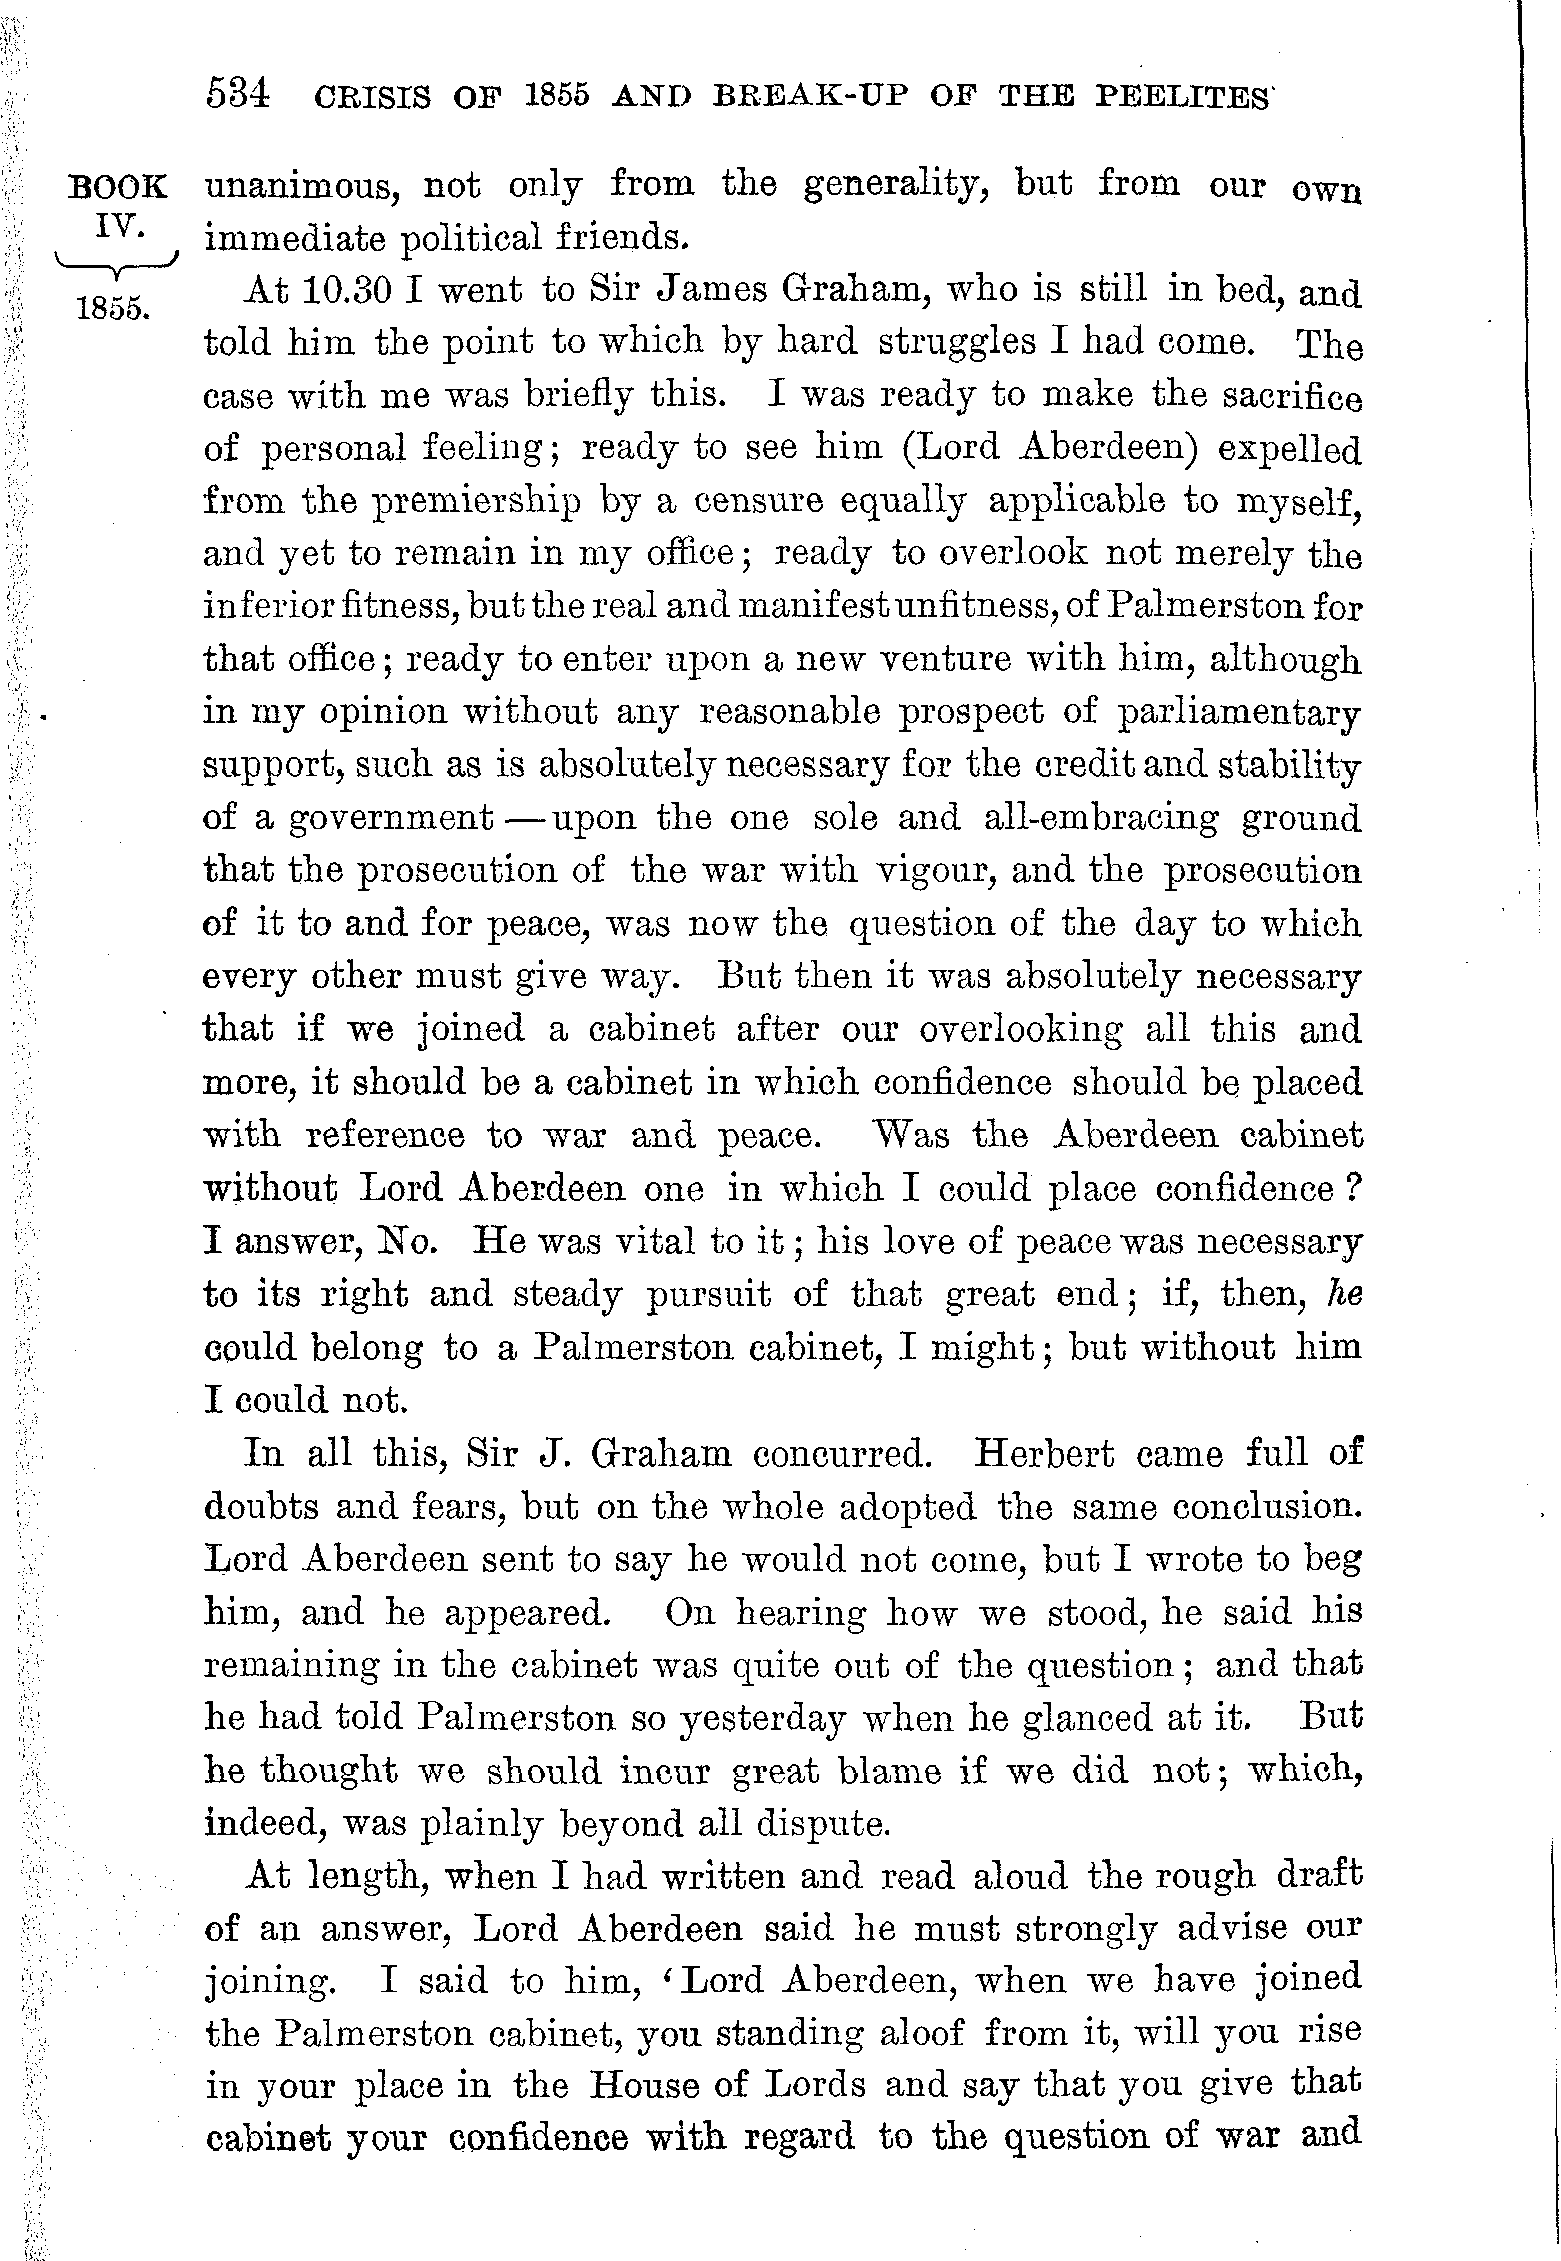 534 CRISIS OF 1855 AND BREAK-UP OF THE PEELITES
BOOK
IV.
1855.
unanimous, not only from the generality, but from our own
immediate political friends.
At 10.30 I went to Sir James Graham, who is still in bed, and
told him the point to which by hard struggles I had come. The
case with me was briefly this. I was ready to make the sacrifice
of personal feeling; ready to see him (Lord Aberdeen) expelled
from the premiership by a censure equally applicable to myself,
and yet to remain in my office; ready to overlook not merely the
inferior fitness, but the real and manifest unfitness, of Palmerston for
that office; ready to enter upon a new venture with him, although
in my opinion without any reasonable prospect of parliamentary
support, such as is absolutely necessary for the credit and stability
of a government—upon the one sole and all-embracing ground
that the prosecution of the war with vigour, and the prosecution
of it to and for peace, was now the question of the day to which
every other must give way. But then it was absolutely necessary
that if we joined a cabinet after our overlooking all this and
more, it should be a cabinet in which confidence should be placed
with reference to war and peace. Was the Aberdeen cabinet
without Lord Aberdeen one in which I could place confidence?
I answer, No. He was vital to it; his love of peace was necessary
to its right and steady pursuit of that great end; if, then, he
could belong to a Palmerston cabinet, I might; but without him
I could not.
In all this, Sir J. Graham concurred. Herbert came full of
doubts and fears, but on the whole adopted the same conclusion.
Lord Aberdeen sent to say he would not come, but I wrote to beg
him, and he appeared. On hearing how we stood, he said his
remaining in the cabinet was quite out of the question; and that
he had told Palmerston so yesterday when he glanced at it. But
he thought we should incur great blame if we did not; which,
indeed, was plainly beyond all dispute.
At length, when I had written and read aloud the rough draft
of an answer, Lord Aberdeen said he must strongly advise our
joining. I said to him, ‘Lord Aberdeen, when we have joined
the Palmerston cabinet, you standing aloof from it, will you rise
in your place in the House of Lords and say that you give that
cabinet your confidence with regard to the question of war and